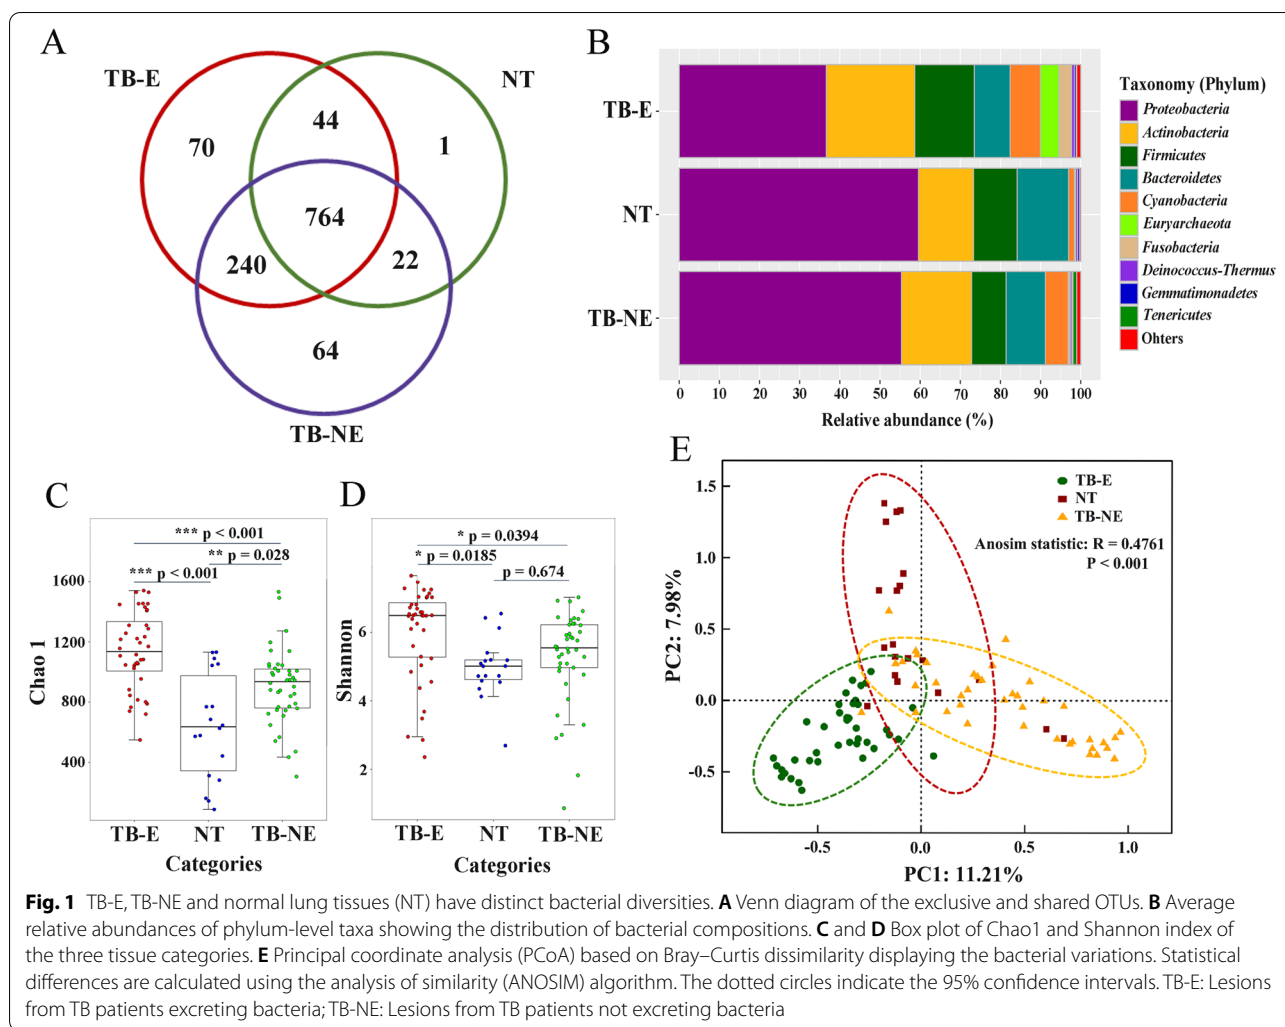 A
TB-E
NT
44
70
1
764
240
22
64
TB-NE
B
TB-E
NT
TB-NE
0 10 20 30 40 50 60 70 80 90 100
Relative abundance (%)
Taxonomy (Phylum)
Proteobacteria
Actinobacteria
Firmicutes
Bacteroidetes
Cyanobacteria
Euryarchaeota
Fusobacteria
Deinococcus-Thermus
Gemmatimonadetes
Tenericutes
Ohters
C
*** p < 0.001
** p = 0.028
*** p < 0.001
1600
1200
800
400
Chao 1
TB-E NT TB-NE
Categories
D
* p = 0.0394
* p = 0.0185
p = 0.674
6
4
2
Shannon
TB-E NT TB-NE
Categories
E
TB-E
NT
TB-NE
Anosim statistic: R = 0.4761
P < 0.001
1.5
1.0
0.5
0.0
-0.5
PC2: 7.98%
-0.5 0.0 0.5 1.0
PC1: 11.21%
Fig. 1 TB-E, TB-NE and normal lung tissues (NT) have distinct bacterial diversities. A Venn diagram of the exclusive and shared OTUs. B Average
relative abundances of phylum-level taxa showing the distribution of bacterial compositions. C and D Box plot of Chao1 and Shannon index of
the three tissue categories. E Principal coordinate analysis (PCoA) based on Bray–Curtis dissimilarity displaying the bacterial variations. Statistical
differences are calculated using the analysis of similarity (ANOSIM) algorithm. The dotted circles indicate the 95% confidence intervals. TB-E: Lesions
from TB patients excreting bacteria; TB-NE: Lesions from TB patients not excreting bacteria